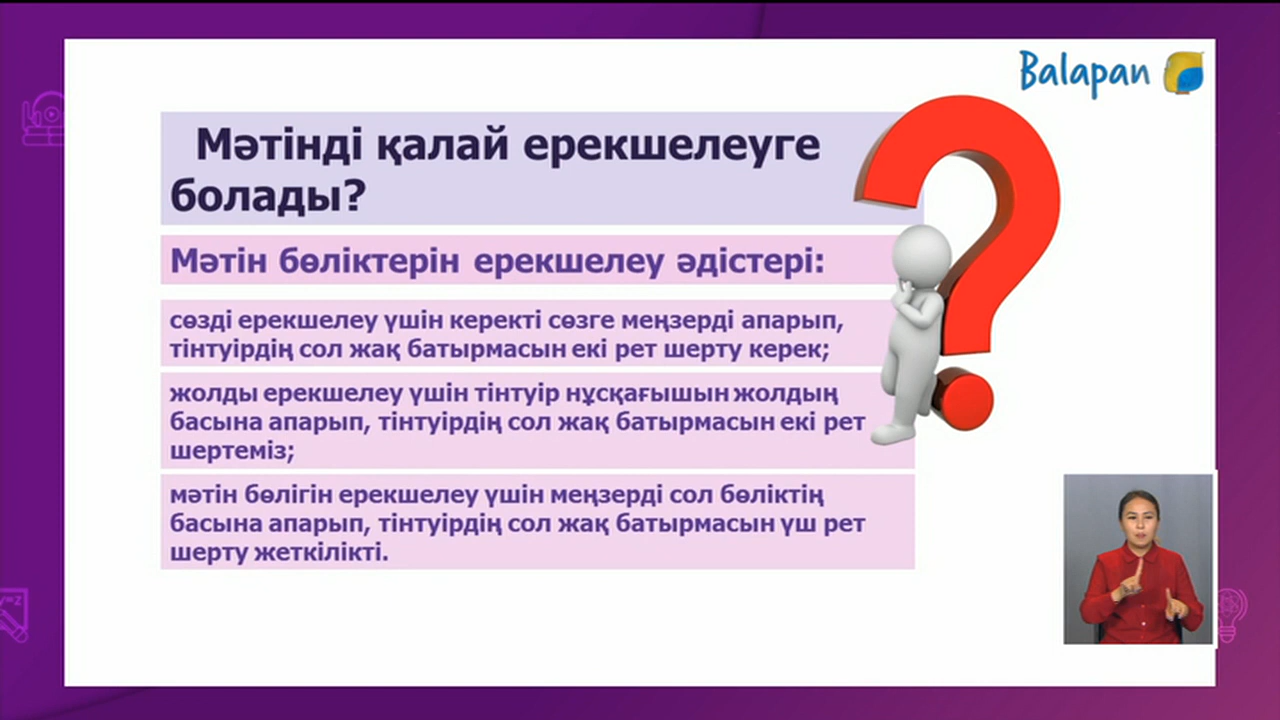 Balapan
Мәтінді қалай ерекшелеуге
болады?
Мәтін бөліктерін ерекшелеу әдістері:
сөзді ерекшелеу үшін керекті сөзге меңзерді апарып,
тінтуірдің сол жақ батырмасын екі рет шерту керек;
жолды ерекшелеу үшін тінтуір нұсқағышын жолдың
басына апарып, тінтуірдің сол жақ батырмасын екі рет
шертеміз;
мәтін бөлігін ерекшелеу үшін меңзерді сол бөліктің
басына апарып, тінтуірдің сол жақ батырмасын үш рет
шерту жеткілікті.